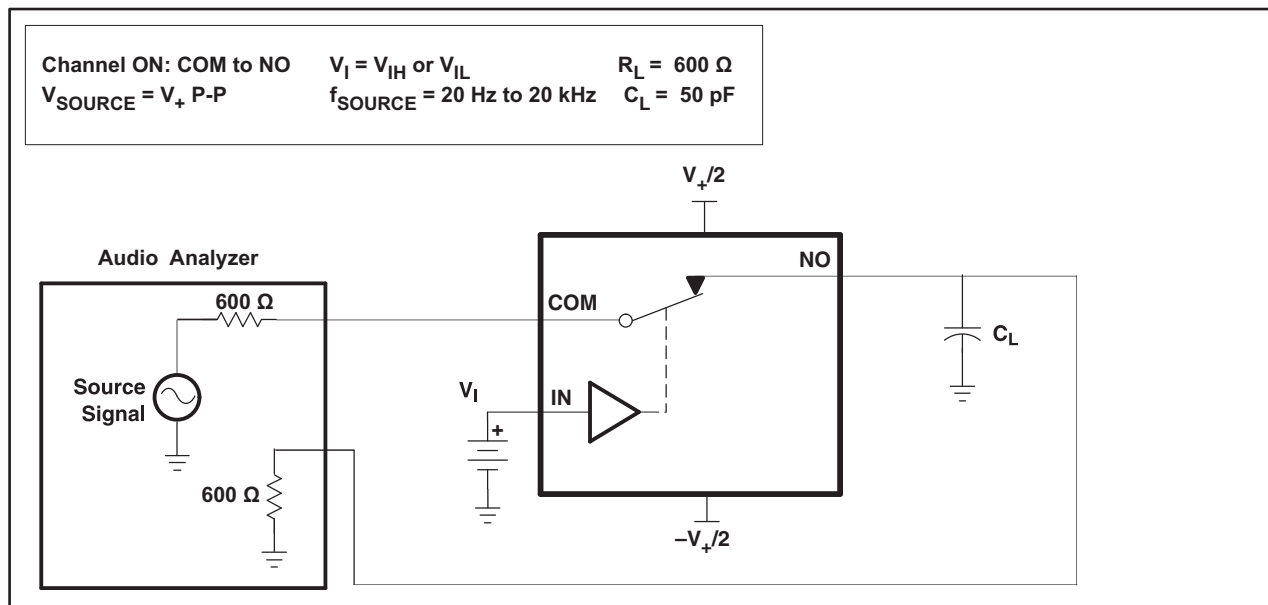 Channel ON: COM to NO   V_I = V_IH or V_IL   R_L = 600 Ω
V_SOURCE = V_+ P-P   f_SOURCE = 20 Hz to 20 kHz   C_L = 50 pF
V_+/2
Audio Analyzer
NO
600 Ω
COM
C_L
Source
Signal
V_I
IN
+
600 Ω
–V_+/2